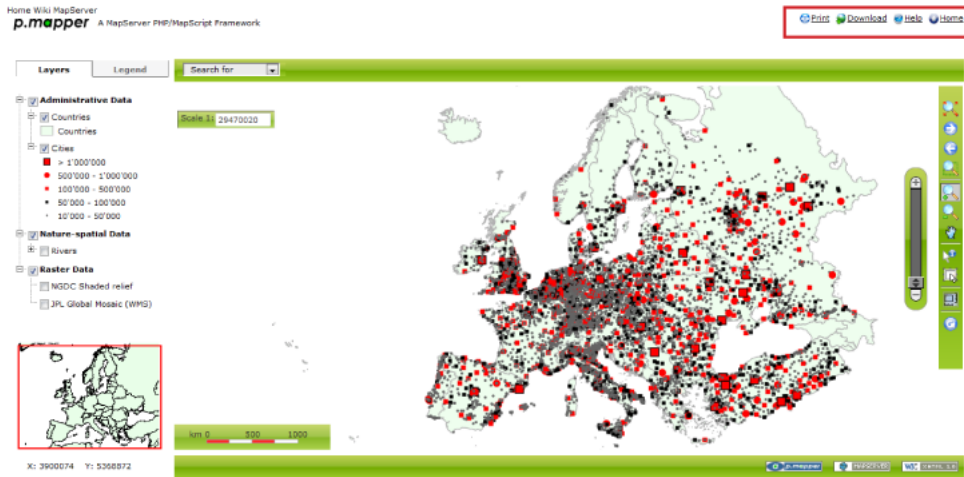 Home Wiki MapServer
p.mapper A MapServer PHP/MapScript Framework
Print Download Help Home
Layers Legend
Search for
Administrative Data
Countries
Countries
Cities
> 1'000'000
500'000 - 1'000'000
100'000 - 500'000
50'000 - 100'000
10'000 - 50'000
Nature-spatial Data
Rivers
Raster Data
NGDC Shaded relief
JPL Global Mosaic (WMS)
Scale 1: 29470020
km 0 500 1000
X: 3900074 Y: 5368872
p.mapper MAPSERVER W3C